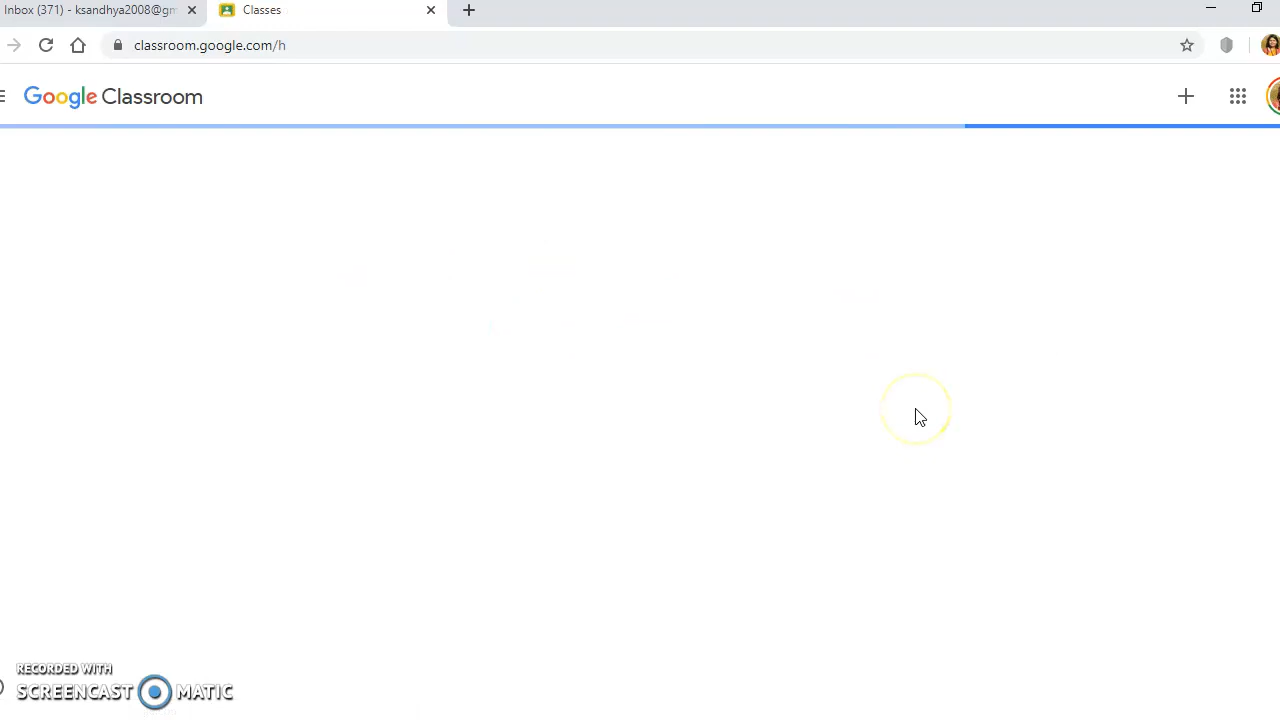 Inbox (371) - ksandhya2008@gm
Classes
classroom.google.com/h
Google Classroom
RECORDED WITH
SCREENCAST MATIC